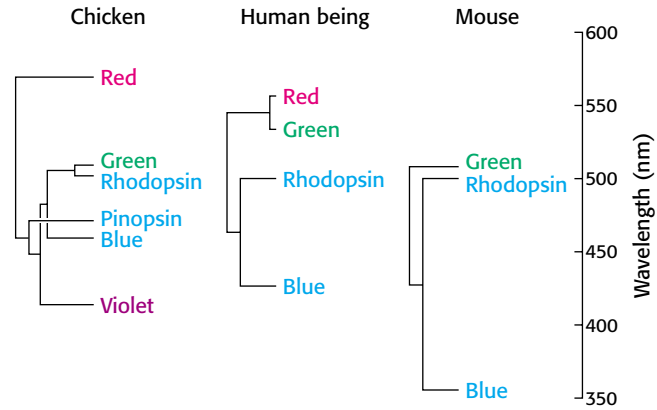 Chicken
Human being
Mouse
Red
Green
Rhodopsin
Pinopsin
Blue
Violet
Red
Green
Rhodopsin
Blue
Green
Rhodopsin
Blue
600
550
500
450
400
350
Wavelength (nm)